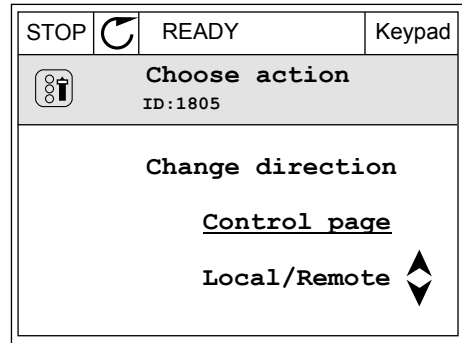 STOP READY Keypad
Choose action
ID:1805
Change direction
Control page
Local/Remote